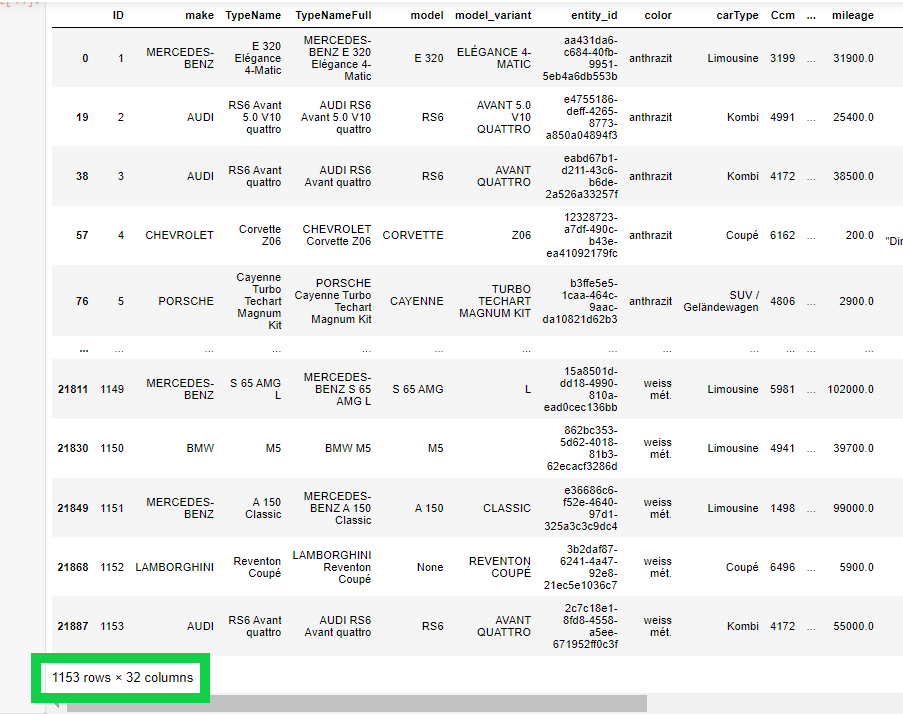 ID make TypeName TypeNameFull model model_variant entity_id color carType Ccm ... mileage
0 1 MERCEDES-BENZ E 320 Elégance 4-Matic MERCEDES-BENZ E 320 Elégance 4-Matic E 320 ELÉGANCE 4-MATIC aa431da6-c684-40fb-9951-5eb4a6db553b anthrazit Limousine 3199 ... 31900.0
19 2 AUDI RS6 Avant 5.0 V10 quattro AUDI RS6 Avant 5.0 V10 quattro RS6 AVANT 5.0 V10 QUATTRO e4755186-deff-4265-8773-a850a04894f3 anthrazit Kombi 4991 ... 25400.0
38 3 AUDI RS6 Avant quattro AUDI RS6 Avant quattro RS6 AVANT QUATTRO eabd67b1-d211-43c6-b6de-2a526a33257f anthrazit Kombi 4172 ... 38500.0
57 4 CHEVROLET Corvette Z06 CHEVROLET Corvette Z06 CORVETTE Z06 12328723-a7df-490c-b43e-ea41092179fc anthrazit Coupé 6162 ... 200.0 "Dir
76 5 PORSCHE Cayenne Turbo Techart Magnum Kit PORSCHE Cayenne Turbo Techart Magnum Kit CAYENNE TURBO TECHART MAGNUM KIT b3ffe5e5-1caa-464c-9aac-da10821d62b3 anthrazit SUV / Geländewagen 4806 ... 2900.0
... ... ... ... ... ... ... ... ... ... ... ... ...
21811 1149 MERCEDES-BENZ S 65 AMG L MERCEDES-BENZ S 65 AMG L S 65 AMG L 15a8501d-dd18-4990-810a-ead0cec136bb weiss mét. Limousine 5981 ... 102000.0
21830 1150 BMW M5 BMW M5 M5 862bc353-5d62-4018-81b3-62ecacf3286d weiss mét. Limousine 4941 ... 39700.0
21849 1151 MERCEDES-BENZ A 150 Classic MERCEDES-BENZ A 150 Classic A 150 CLASSIC e36686c6-f52e-4640-97d1-325a3c3c9dc4 weiss mét. Limousine 1498 ... 99000.0
21868 1152 LAMBORGHINI Reventon Coupé LAMBORGHINI Reventon Coupé None REVENTON COUPÉ 3b2daf87-6241-4a47-92e8-21ec5e1036c7 weiss mét. Coupé 6496 ... 5900.0
21887 1153 AUDI RS6 Avant quattro AUDI RS6 Avant quattro RS6 AVANT QUATTRO 2c7c18e1-8fd8-4558-a5ee-671952ff0c3f weiss mét. Kombi 4172 ... 55000.0
1153 rows × 32 columns